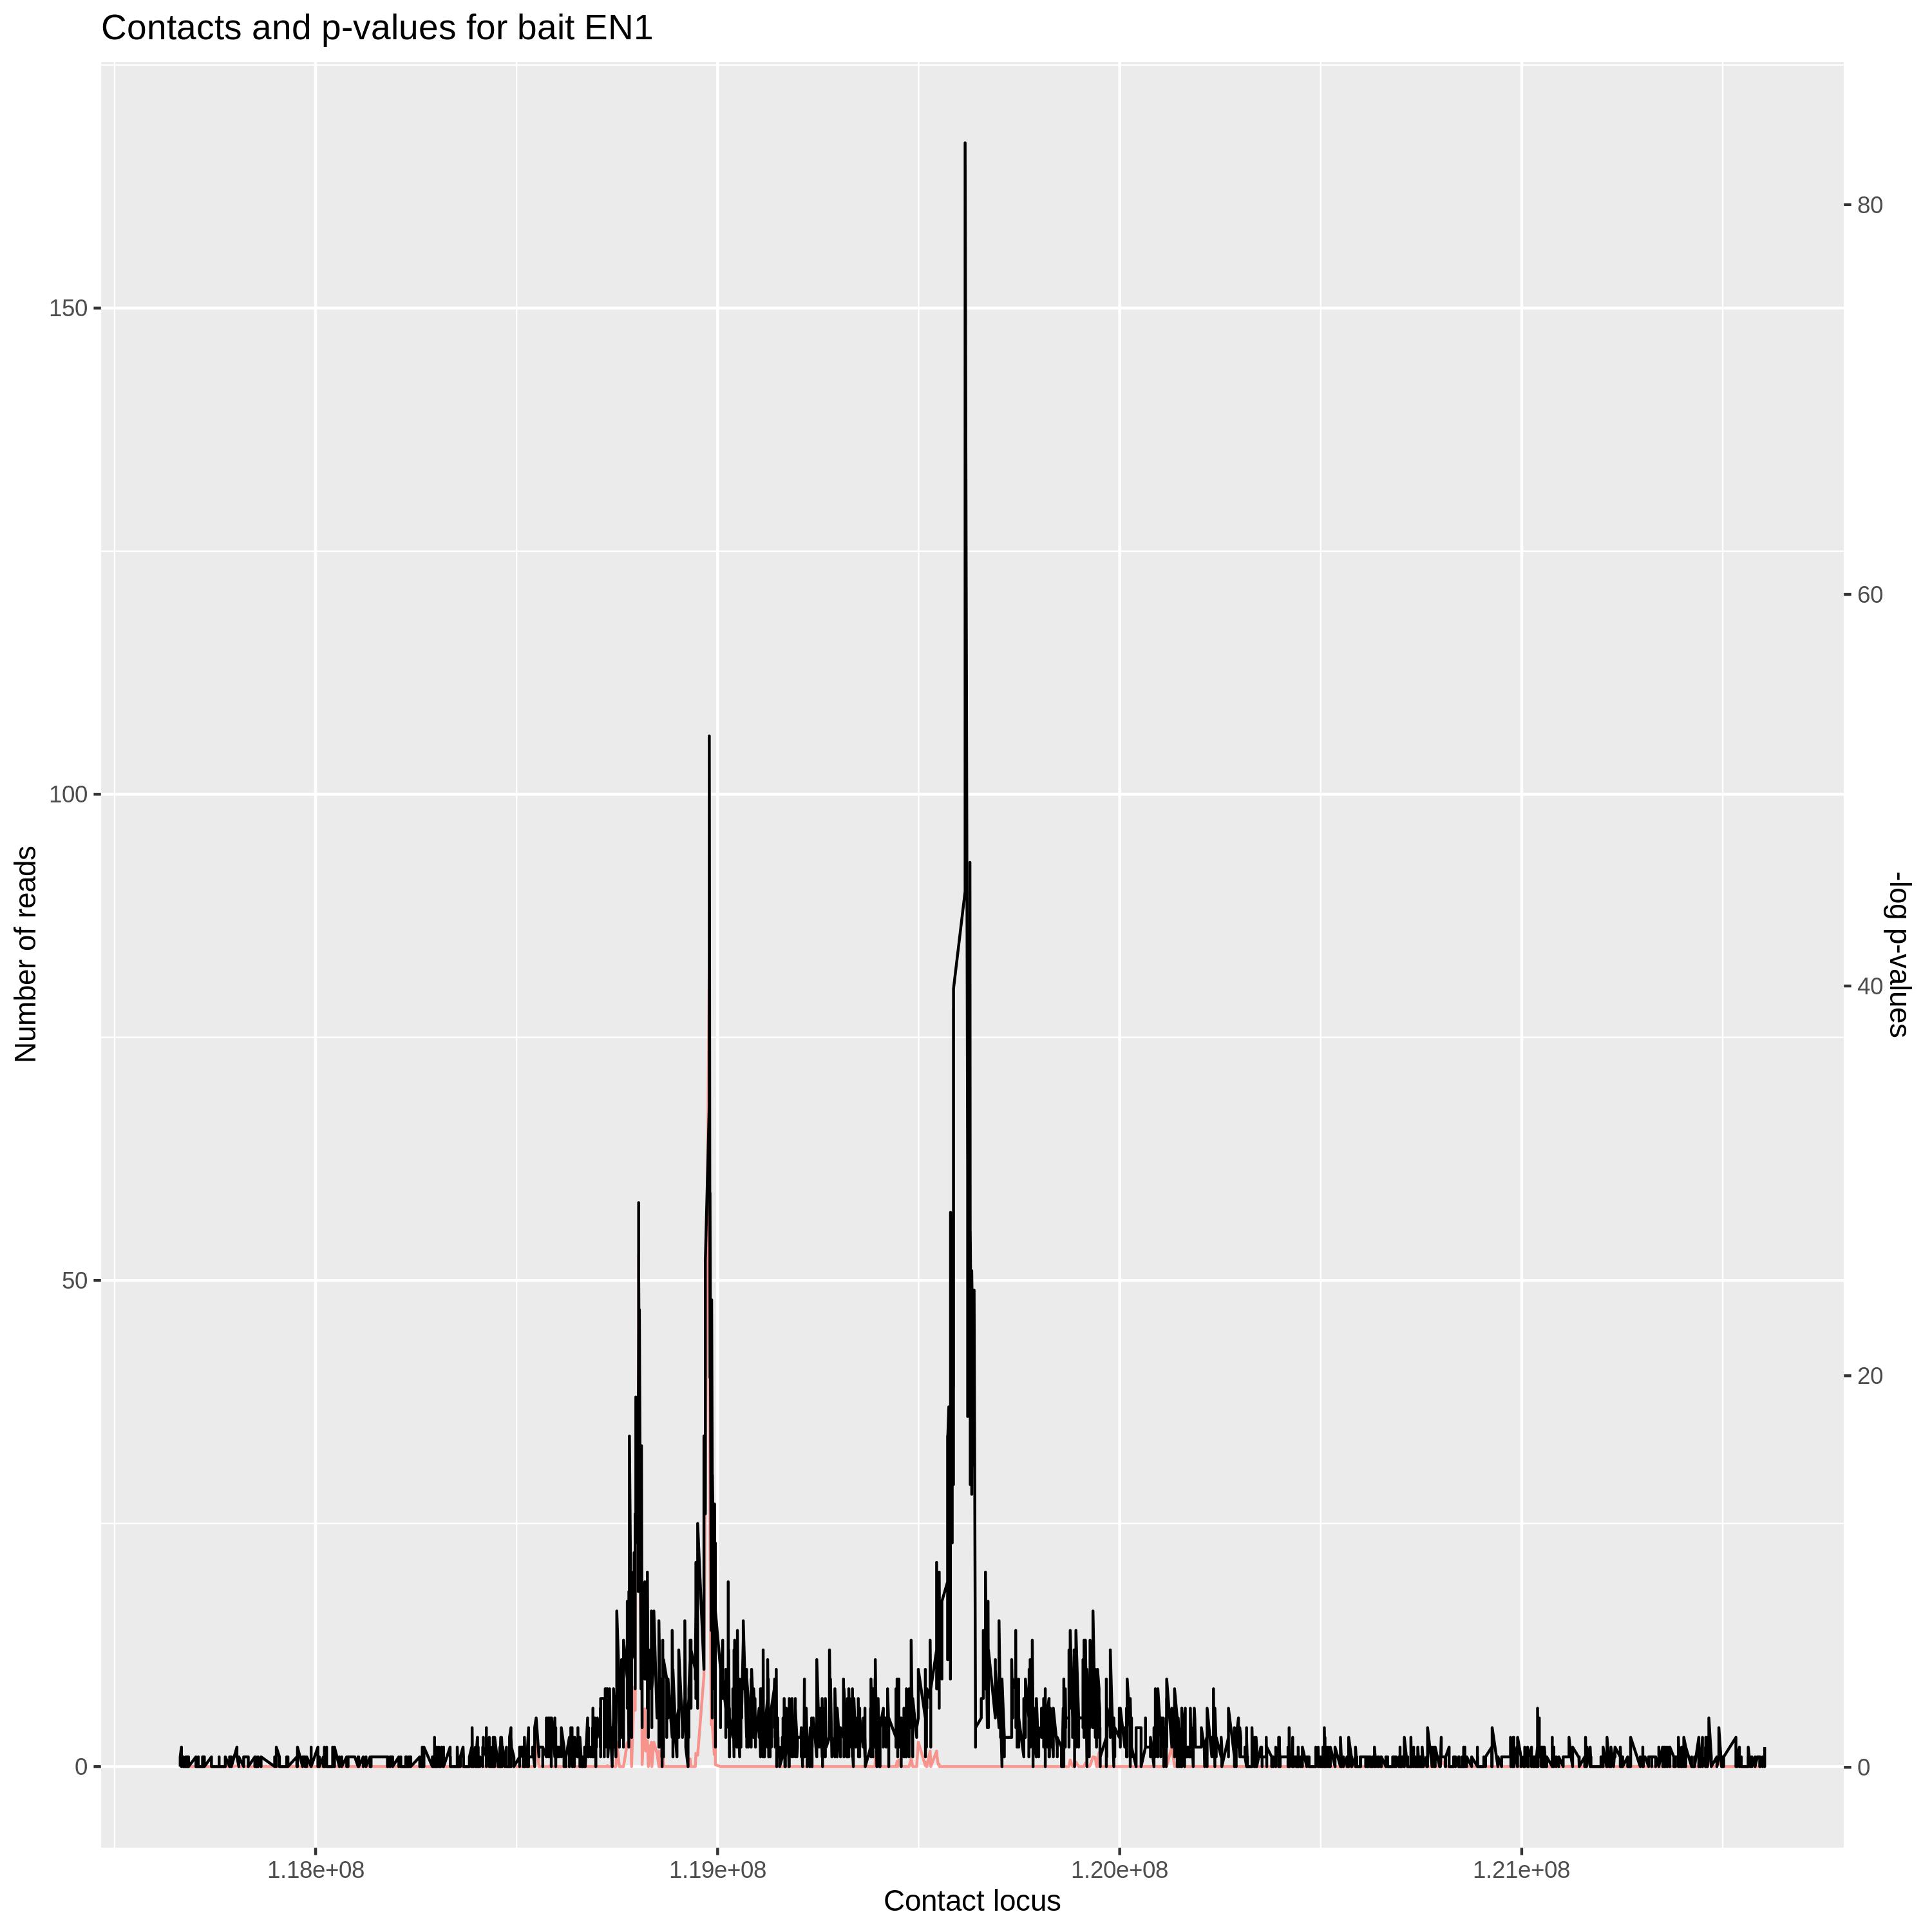 Contacts and p-values for bait EN1
150
100
50
0
80
60
40
20
0
Number of reads
-log p-values
1.18e+08
1.19e+08
1.20e+08
1.21e+08
Contact locus